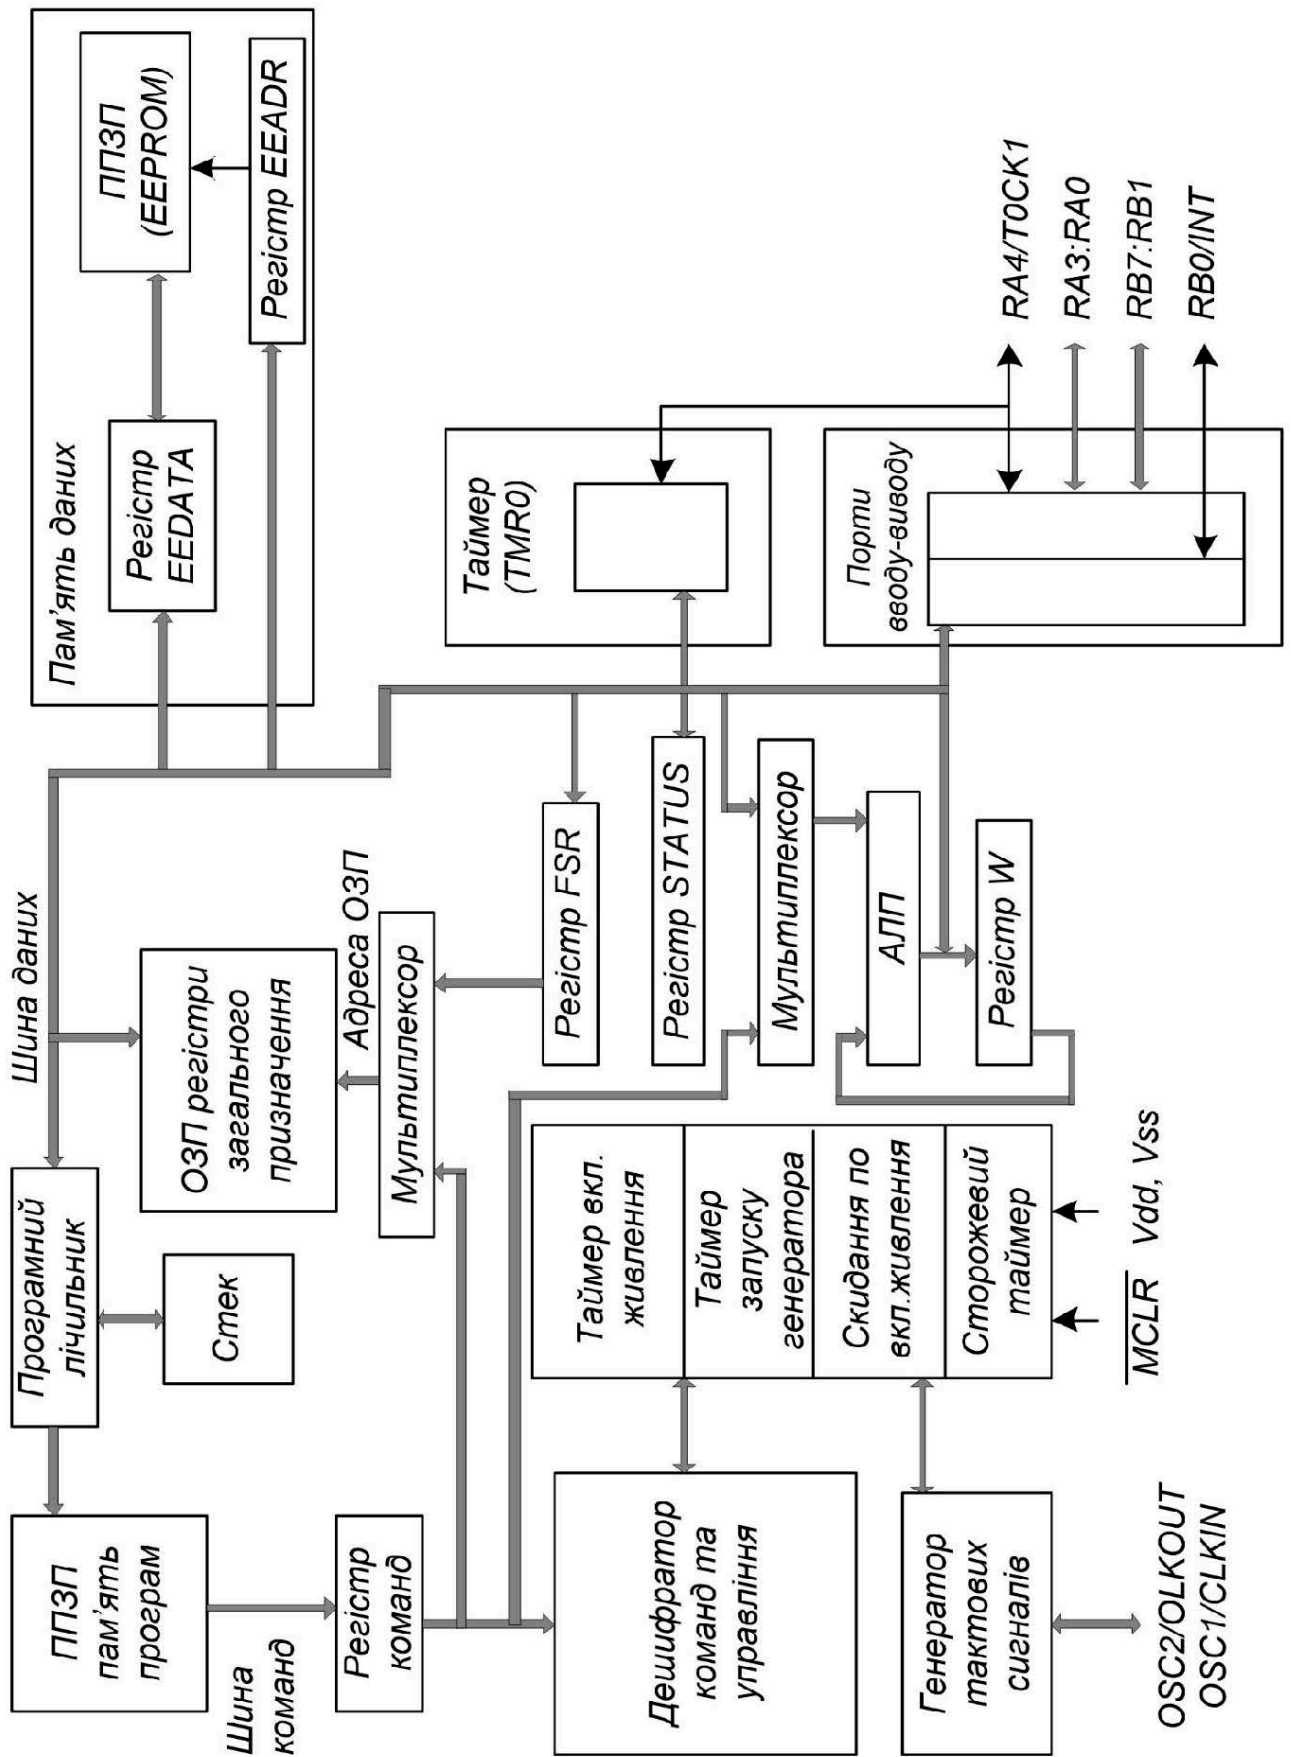 ППЗП
пам'ять
програм
Шина
команд
Регістр
команд
Дешифратор
команд та
управління
Генератор
тактових
сигналів
OSC2/OLKOUT
OSC1/CLKIN
Програмний
лічильник
Стек
Шина даних
ОЗП регістри
загального
призначення
Адреса ОЗП
Мультиплексор
Регістр FSR
Регістр STATUS
Мультиплексор
АЛП
Регістр W
Таймер вкл.
живлення
Таймер
запуску
генератора
Скидання по
вкл.живлення
Сторожевий
таймер
MCLR Vdd, Vss
Пам'ять даних
Регістр
EEDATA
ППЗП
(EEPROM)
Регістр EEADR
Таймер
(TMR0)
Порти
вводу-виводу
RA4/T0CK1
RA3:RA0
RB7:RB1
RB0/INT